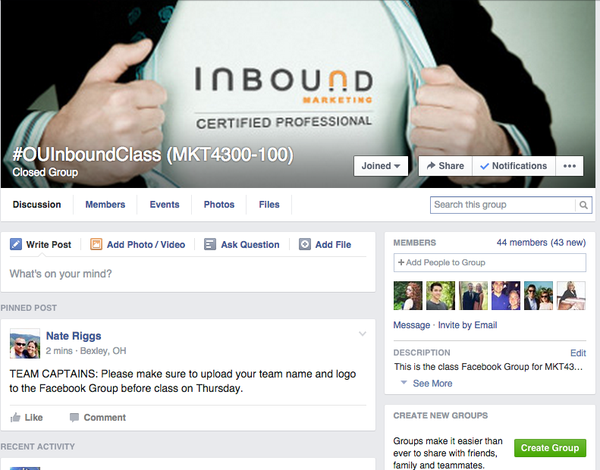 INBOUND
MARKETING
CERTIFIED PROFESSIONAL
#OUInboundClass (MKT4300-100)
Closed Group
Joined
Share
Notifications
Discussion
Members
Events
Photos
Files
Search this group
Write Post
Add Photo / Video
Ask Question
Add File
What's on your mind?
PINNED POST
Nate Riggs
2 mins · Bexley, OH
TEAM CAPTAINS: Please make sure to upload your team name and logo
to the Facebook Group before class on Thursday.
Like
Comment
RECENT ACTIVITY
MEMBERS
44 members (43 new)
+ Add People to Group
Message · Invite by Email
DESCRIPTION
Edit
This is the class Facebook Group for MKT43...
See More
CREATE NEW GROUPS
Groups make it easier than
ever to share with friends,
family and teammates.
Create Group